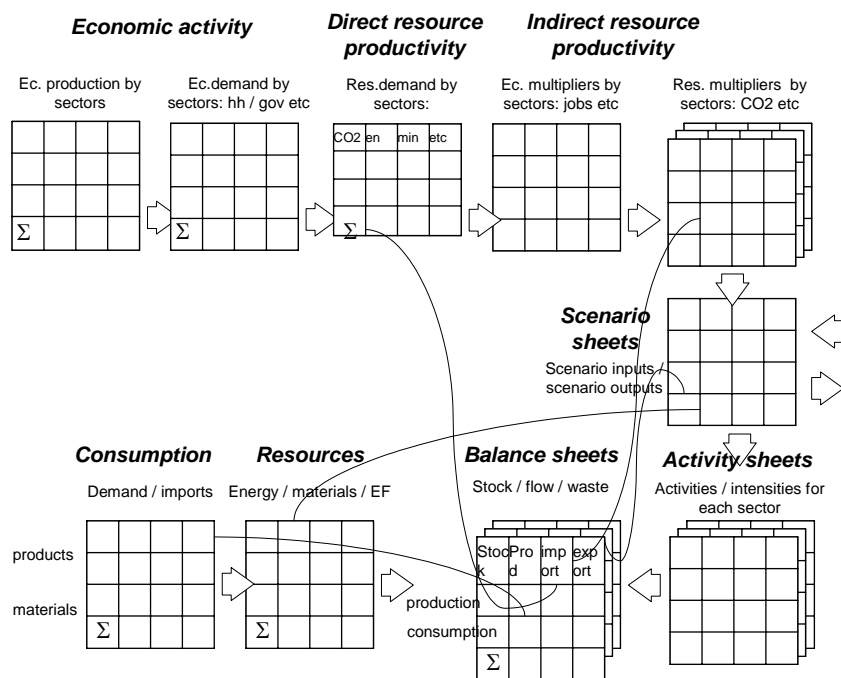 Economic activity
Direct resource
productivity
Indirect resource
productivity
Ec. production by
sectors
Ec.demand by
sectors: hh / gov etc
Res.demand by
sectors:
Ec. multipliers by
sectors: jobs etc
Res. multipliers by
sectors: CO2 etc
CO2 en min etc
Σ
Σ
Σ
Scenario
sheets
Scenario inputs /
scenario outputs
Consumption
Resources
Balance sheets
Activity sheets
Demand / imports
Energy / materials / EF
Stock / flow / waste
Activities / intensities for
each sector
Stoc Pro imp exp
k d ort ort
products
materials
production
consumption
Σ
Σ
Σ